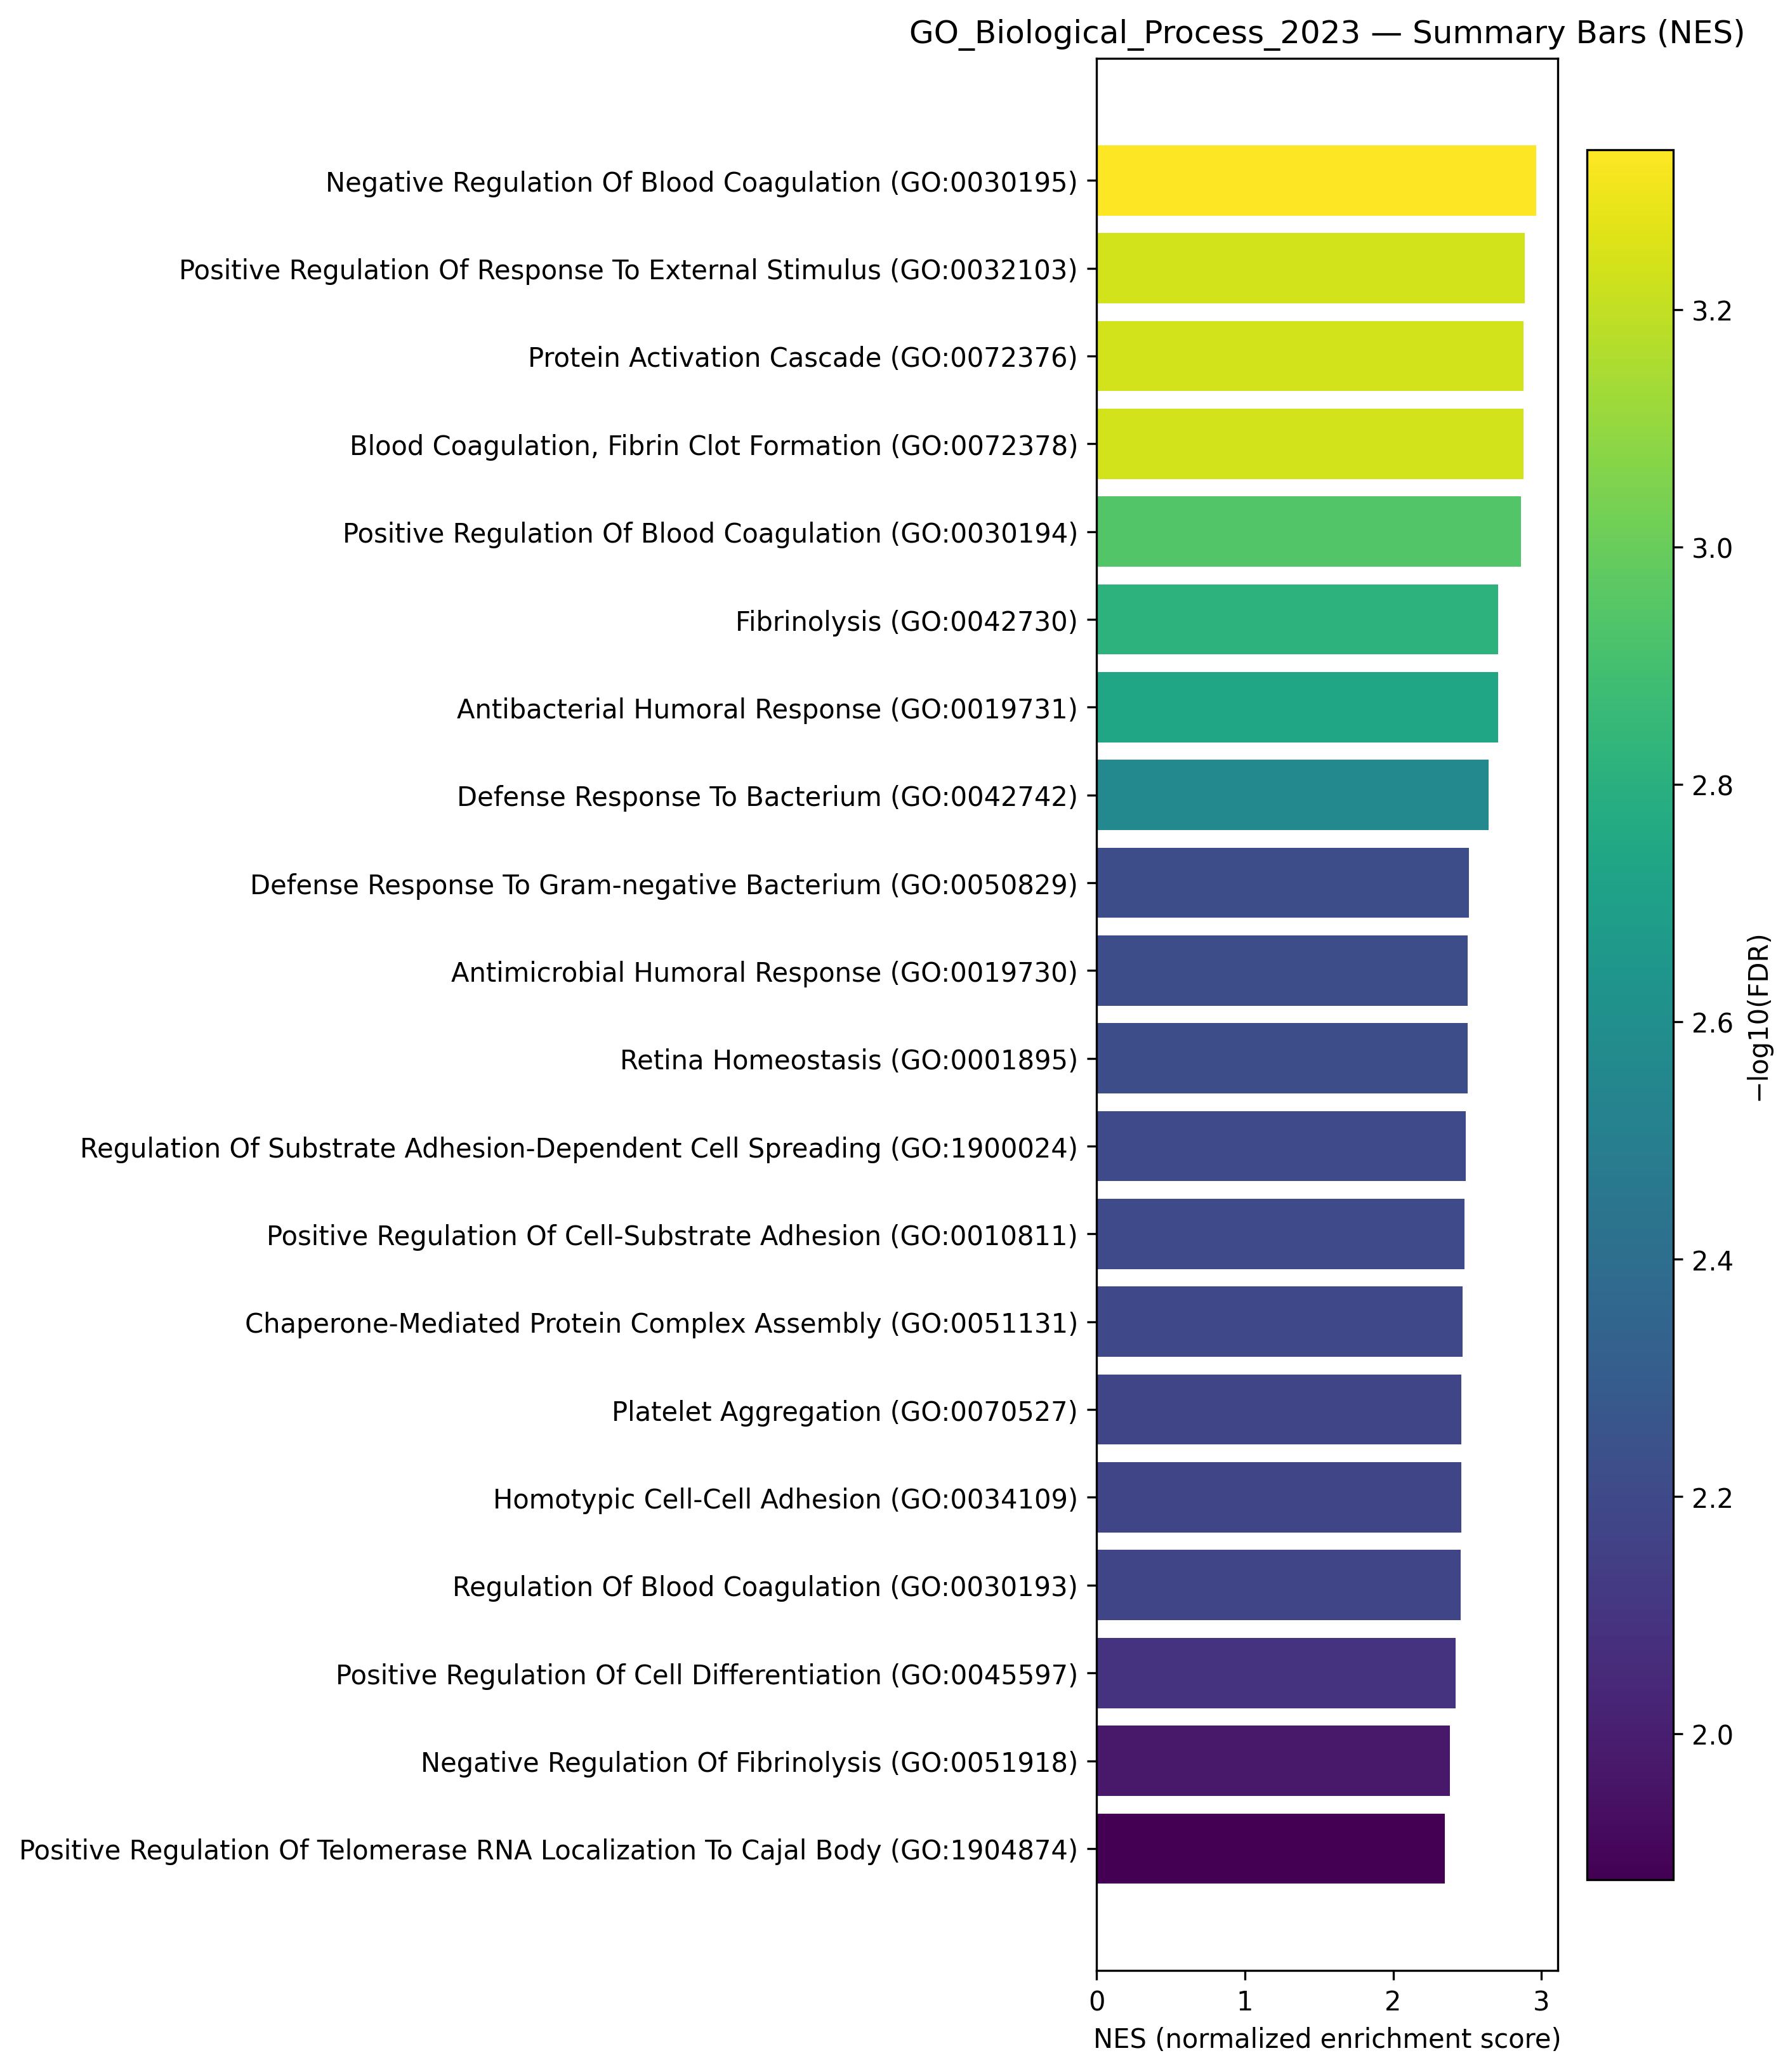 GO_Biological_Process_2023 — Summary Bars (NES)
Negative Regulation Of Blood Coagulation (GO:0030195)
Positive Regulation Of Response To External Stimulus (GO:0032103)
Protein Activation Cascade (GO:0072376)
Blood Coagulation, Fibrin Clot Formation (GO:0072378)
Positive Regulation Of Blood Coagulation (GO:0030194)
Fibrinolysis (GO:0042730)
Antibacterial Humoral Response (GO:0019731)
Defense Response To Bacterium (GO:0042742)
Defense Response To Gram-negative Bacterium (GO:0050829)
Antimicrobial Humoral Response (GO:0019730)
Retina Homeostasis (GO:0001895)
Regulation Of Substrate Adhesion-Dependent Cell Spreading (GO:1900024)
Positive Regulation Of Cell-Substrate Adhesion (GO:0010811)
Chaperone-Mediated Protein Complex Assembly (GO:0051131)
Platelet Aggregation (GO:0070527)
Homotypic Cell-Cell Adhesion (GO:0034109)
Regulation Of Blood Coagulation (GO:0030193)
Positive Regulation Of Cell Differentiation (GO:0045597)
Negative Regulation Of Fibrinolysis (GO:0051918)
Positive Regulation Of Telomerase RNA Localization To Cajal Body (GO:1904874)
0 1 2 3
NES (normalized enrichment score)
3.2
3.0
2.8
2.6
2.4
2.2
2.0
−log10(FDR)